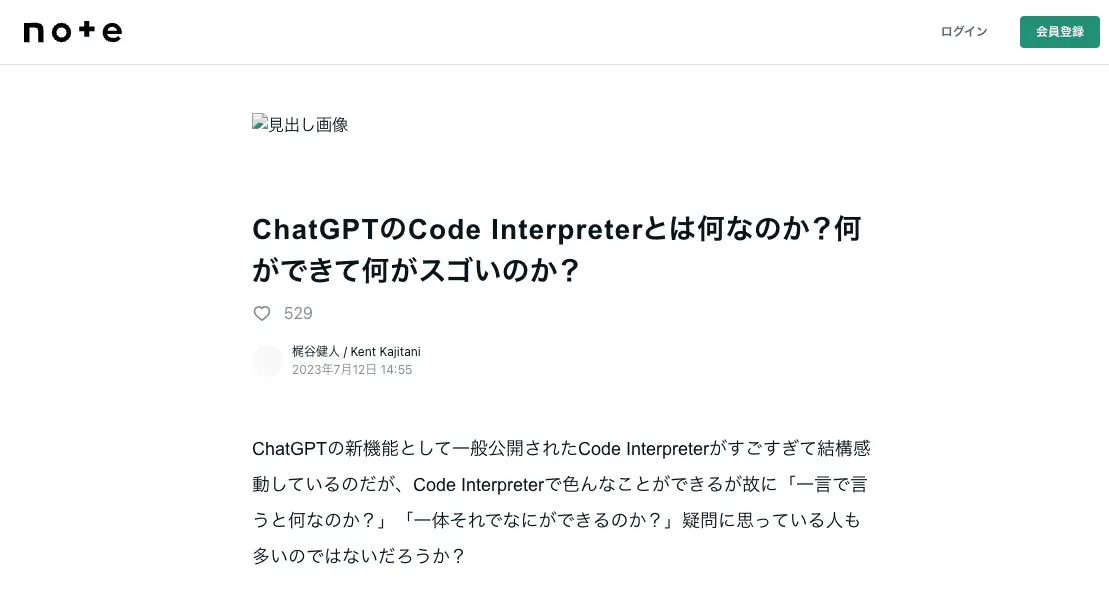 note
ログイン
会員登録
見出し画像
ChatGPTのCode Interpreterとは何なのか？何
ができて何がスゴいのか？
529
梶谷健人 / Kent Kajitani
2023年7月12日 14:55
ChatGPTの新機能として一般公開されたCode Interpreterがすごすぎて結構感
動しているのだが、Code Interpreterで色んなことができるが故に「一言で言
うと何なのか？」「一体それでなにができるのか？」疑問に思っている人も
多いのではないだろうか？